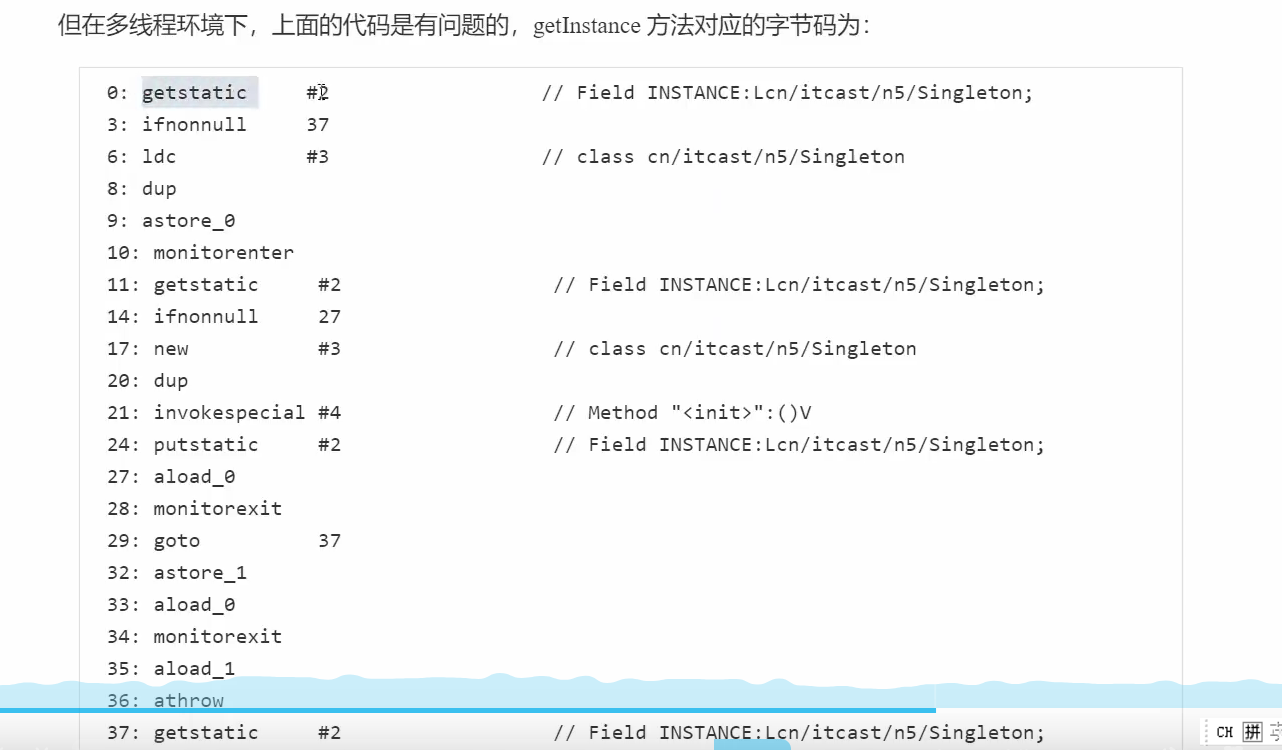 但在多线程环境下，上面的代码是有问题的，getInstance 方法对应的字节码为：
0: getstatic #2 // Field INSTANCE:Lcn/itcast/n5/Singleton;
3: ifnonnull 37
6: ldc #3 // class cn/itcast/n5/Singleton
8: dup
9: astore_0
10: monitorenter
11: getstatic #2 // Field INSTANCE:Lcn/itcast/n5/Singleton;
14: ifnonnull 27
17: new #3 // class cn/itcast/n5/Singleton
20: dup
21: invokespecial #4 // Method "<init>":()V
24: putstatic #2 // Field INSTANCE:Lcn/itcast/n5/Singleton;
27: aload_0
28: monitorexit
29: goto 37
32: astore_1
33: aload_0
34: monitorexit
35: aload_1
36: athrow
37: getstatic #2 // Field INSTANCE:Lcn/itcast/n5/Singleton;
CH 拼